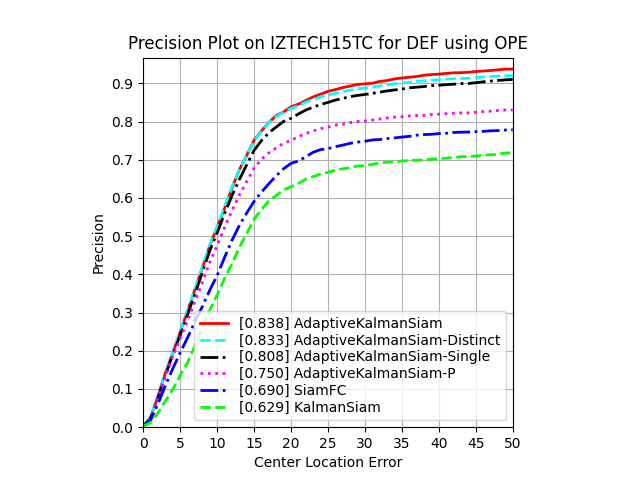 Precision Plot on IZTECH15TC for DEF using OPE
Precision
0.9
0.8
0.7
0.6
0.5
0.4
0.3
0.2
0.1
0.0
[0.838] AdaptiveKalmanSiam
[0.833] AdaptiveKalmanSiam-Distinct
[0.808] AdaptiveKalmanSiam-Single
[0.750] AdaptiveKalmanSiam-P
[0.690] SiamFC
[0.629] KalmanSiam
0 5 10 15 20 25 30 35 40 45 50
Center Location Error